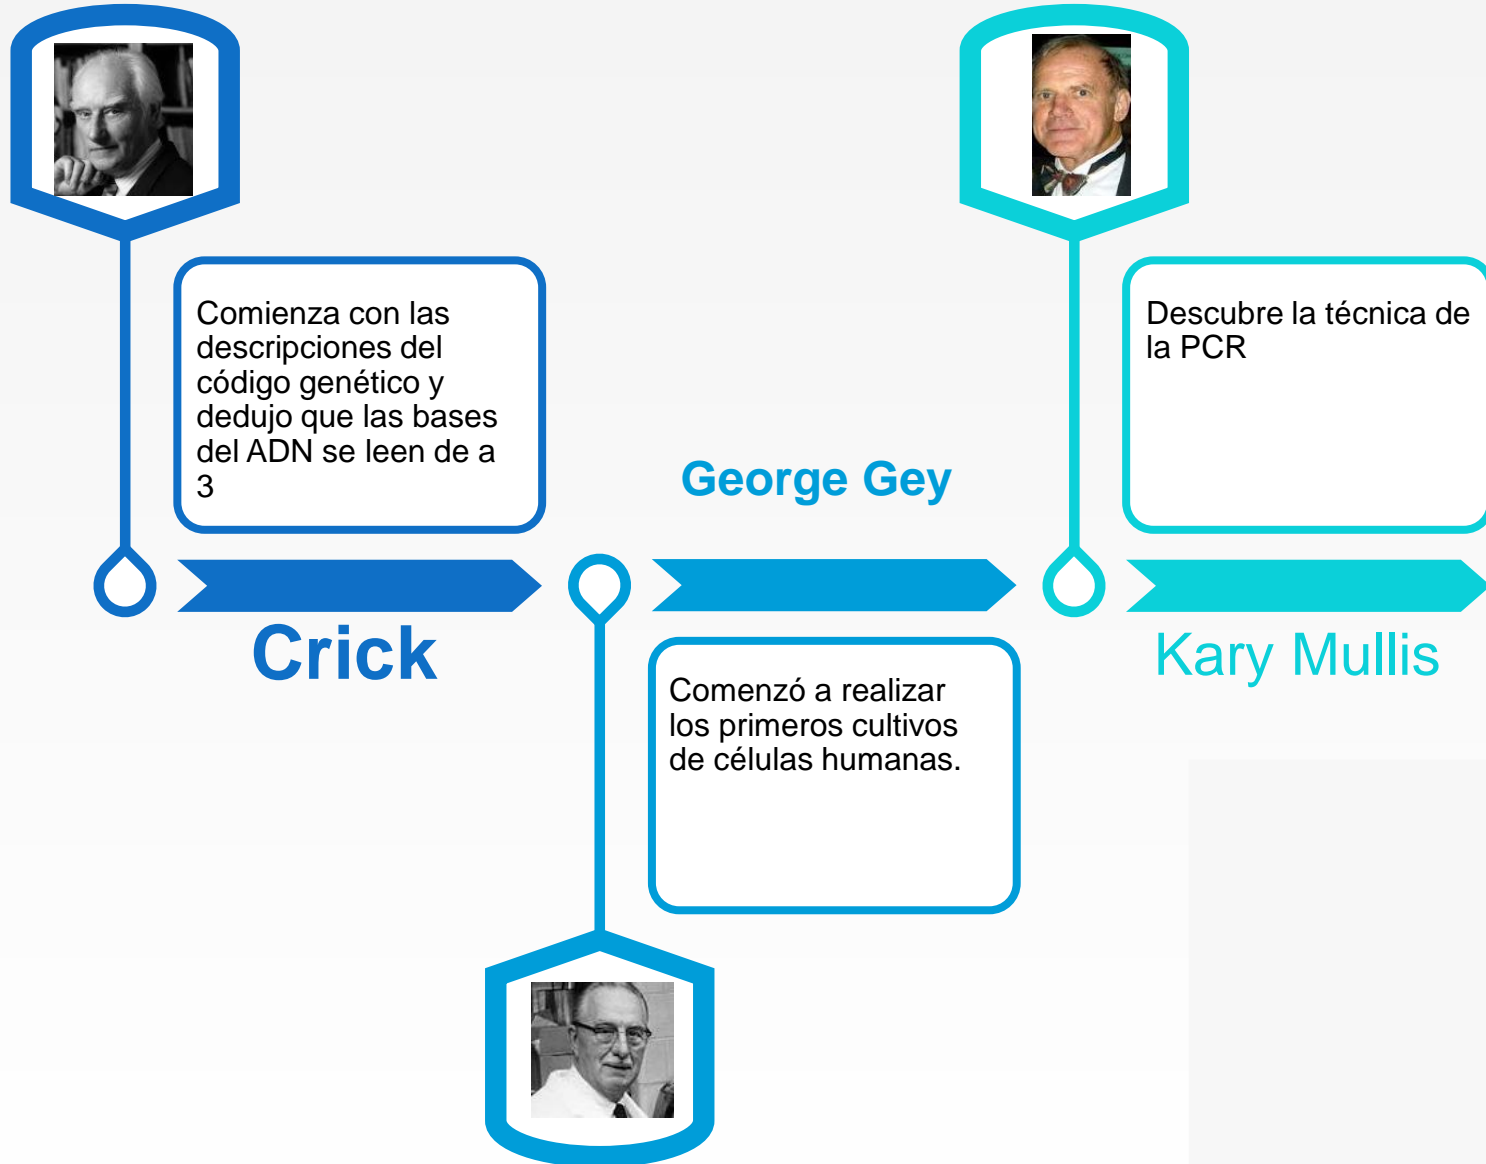 Comienza con las
descripciones del
código genético y
dedujo que las bases
del ADN se leen de a
3
Crick
George Gey
Comenzó a realizar
los primeros cultivos
de células humanas.
Descubre la técnica de
la PCR
Kary Mullis